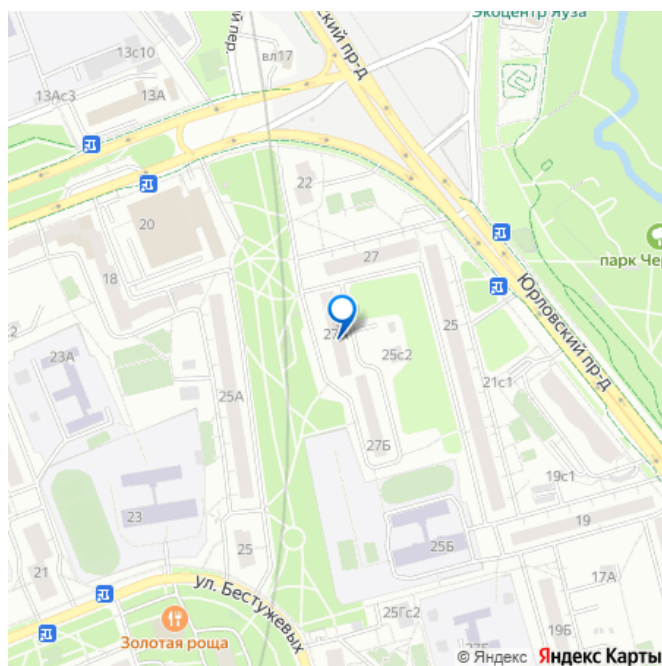 Экоцентр Яуза
ский пр-д
ий пер.
13с10
вл17
13Ас3
13А
22
20
27
парк Чер
18
Юрловский пр-д
25
23А
25с2
21с1
25А
27Б
19с1
23
19
25Б
25
21
17А
ул. Бестужевых
25Гс2
19Б
Золотая роща
© Яндекс Яндекс Карты